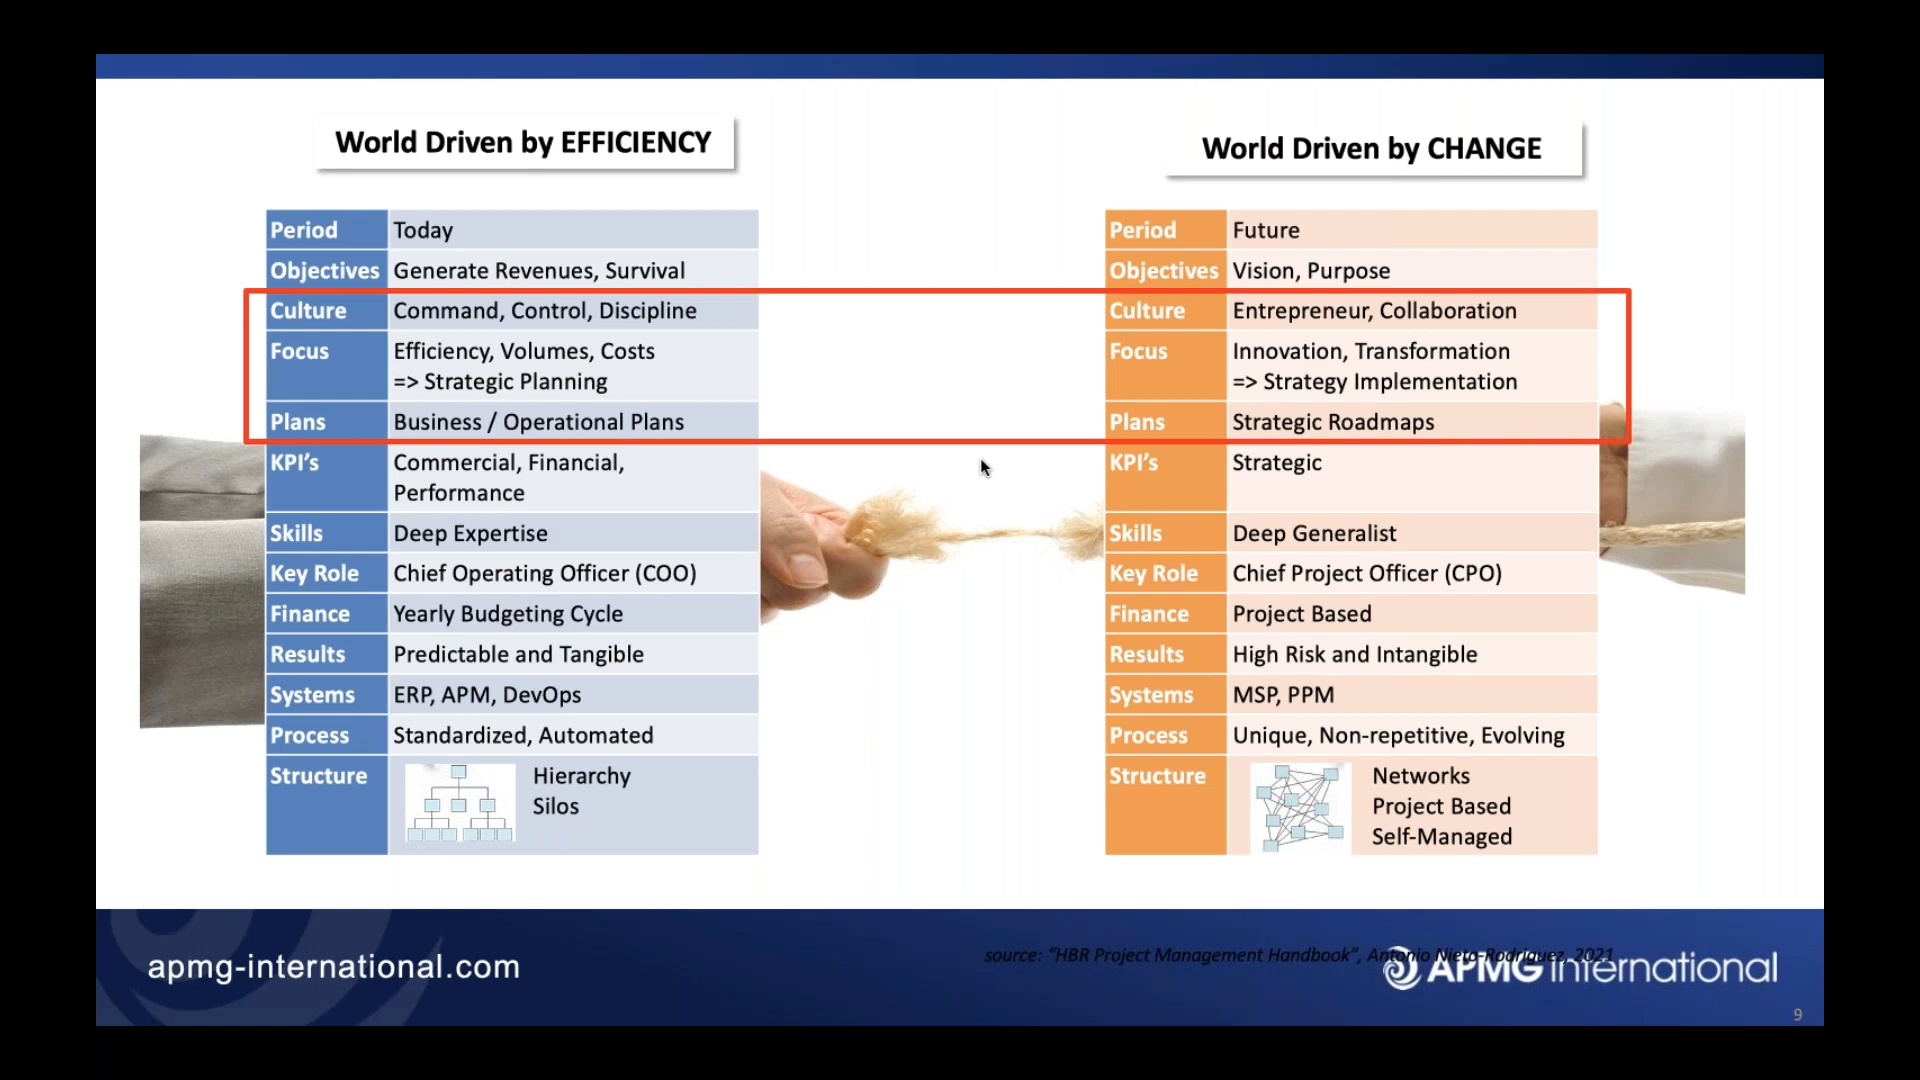 World Driven by EFFICIENCY
Period Today
Objectives Generate Revenues, Survival
Culture Command, Control, Discipline
Focus Efficiency, Volumes, Costs
=> Strategic Planning
Plans Business / Operational Plans
KPI’s Commercial, Financial,
Performance
Skills Deep Expertise
Key Role Chief Operating Officer (COO)
Finance Yearly Budgeting Cycle
Results Predictable and Tangible
Systems ERP, APM, DevOps
Process Standardized, Automated
Structure Hierarchy
Silos
World Driven by CHANGE
Period Future
Objectives Vision, Purpose
Culture Entrepreneur, Collaboration
Focus Innovation, Transformation
=> Strategy Implementation
Plans Strategic Roadmaps
KPI’s Strategic
Skills Deep Generalist
Key Role Chief Project Officer (CPO)
Finance Project Based
Results High Risk and Intangible
Systems MSP, PPM
Process Unique, Non-repetitive, Evolving
Structure Networks
Project Based
Self-Managed
apmg-international.com
source: “HBR Project Management Handbook”, Antonio Nieto-Rodriguez, 2021
APMG International
9